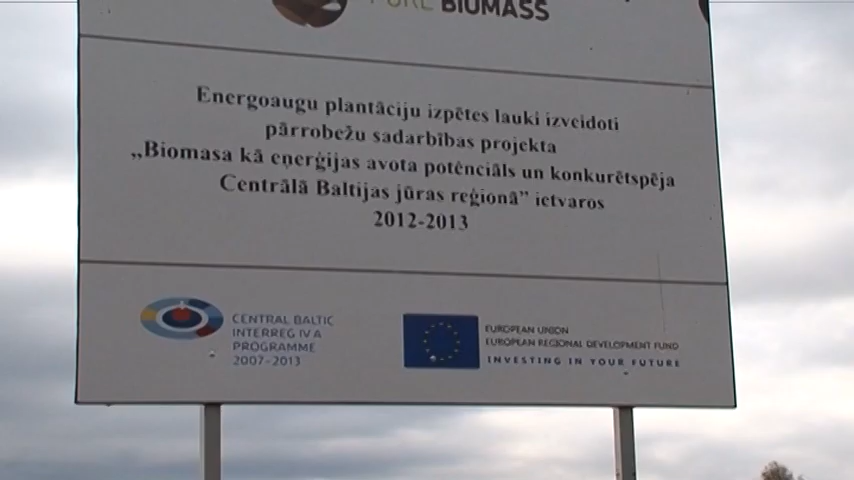 PURE BIOMASS
Energoaugu plantāciju izpētes lauki izveidoti
pārrobežu sadarbības projekta
„Biomasa kā enerģijas avota potenciāls un konkurētspēja
Centrālā Baltijas jūras reģionā” ietvaros
2012-2013
CENTRAL BALTIC
INTERREG IV A
PROGRAMME
2007-2013
EUROPEAN UNION
EUROPEAN REGIONAL DEVELOPMENT FUND
INVESTING IN YOUR FUTURE